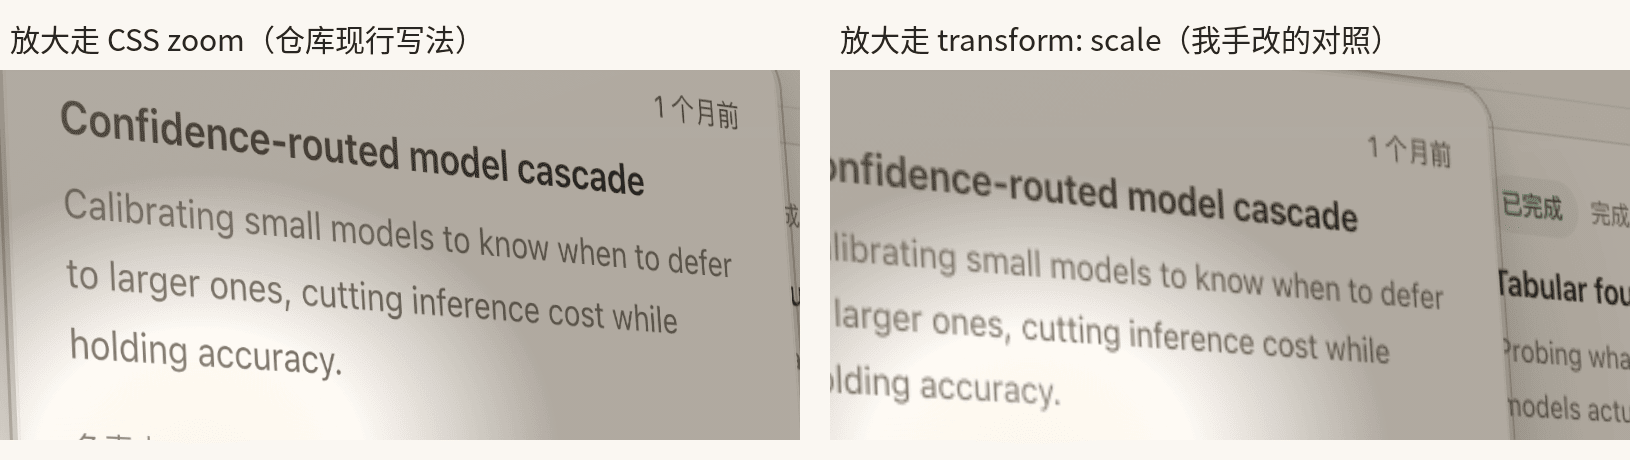 放大走 CSS zoom（仓库现行写法）
1 个月前
Confidence-routed model cascade
Calibrating small models to know when to defer
to larger ones, cutting inference cost while
holding accuracy.
放大走 transform: scale（我手改的对照）
1 个月前
onfidence-routed model cascade
librating small models to know when to defer
larger ones, cutting inference cost while
olding accuracy.
已完成 完成
Tabular fou
Probing wha
models actu